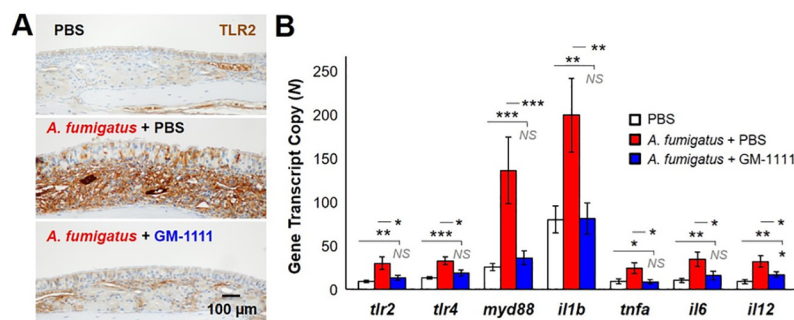 A
PBS
TLR2
A. fumigatus + PBS
A. fumigatus + GM-1111
100 µm
B
Gene Transcript Copy (N)
250
200
150
100
50
0
** *
NS
*** *
NS
*** ***
NS
** **
NS
* *
NS
** *
NS
** *
*
PBS
A. fumigatus + PBS
A. fumigatus + GM-1111
tlr2 tlr4 myd88 il1b tnfa il6 il12